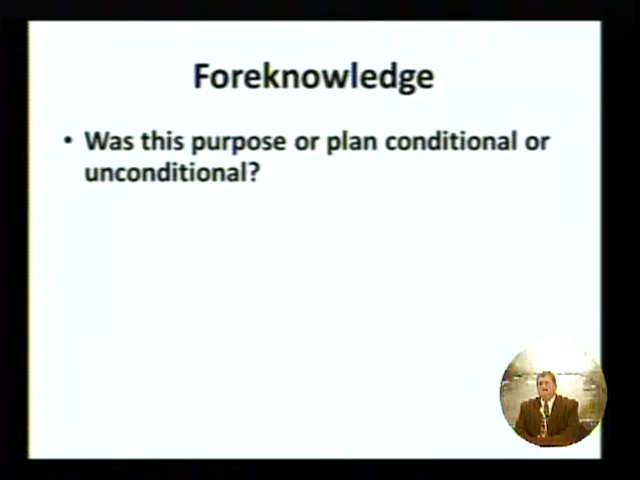 Foreknowledge
• Was this purpose or plan conditional or
unconditional?